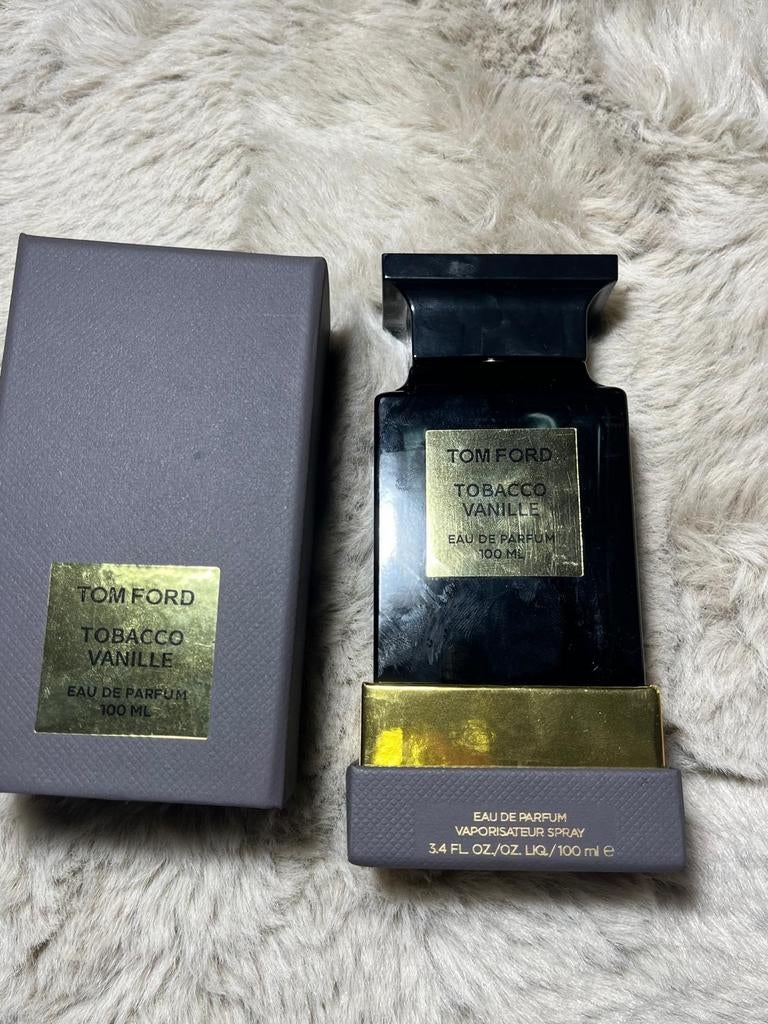 TOM FORD
TOBACCO
VANILLE
EAU DE PARFUM
100 ML
TOM FORD
TOBACCO
VANILLE
EAU DE PARFUM
100 ML
EAU DE PARFUM
VAPORISATEUR SPRAY
3.4 FL. OZ./OZ. LIQ./100 ml ℮